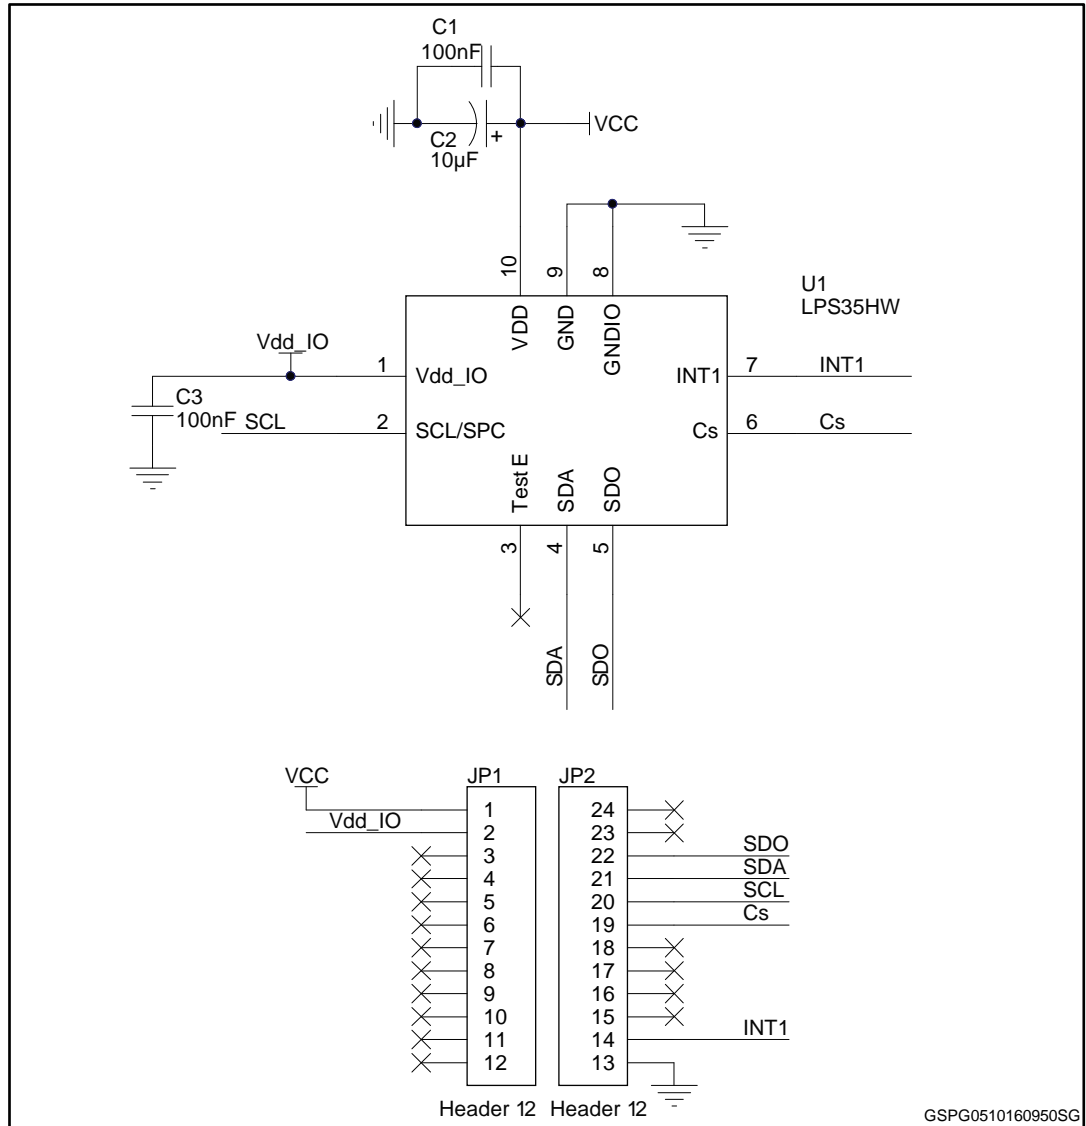 C1
100nF
C2
+
10µF
VCC
10
9
8
VDD
GND
GNDIO
U1
LPS35HW
Vdd_IO
1
Vdd_IO
INT1
7
INT1
C3
100nF
SCL
2
SCL/SPC
Cs
6
Cs
Test E
SDA
SDO
3
4
5
SDA
SDO
VCC
JP1
JP2
1
24
Vdd_IO
2
23
3
22
SDO
4
21
SDA
5
20
SCL
6
19
Cs
7
18
8
17
9
16
10
15
11
14
INT1
12
13
Header 12
Header 12
GSPG0510160950SG